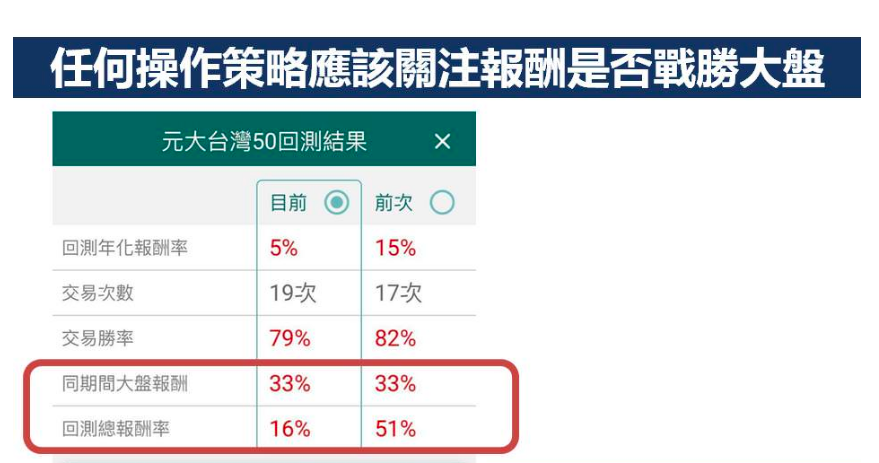 任何操作策略應該關注報酬是否戰勝大盤
元大台灣50回測結果 ×
目前 前次
回測年化報酬率 5% 15%
交易次數 19次 17次
交易勝率 79% 82%
同期間大盤報酬 33% 33%
回測總報酬率 16% 51%